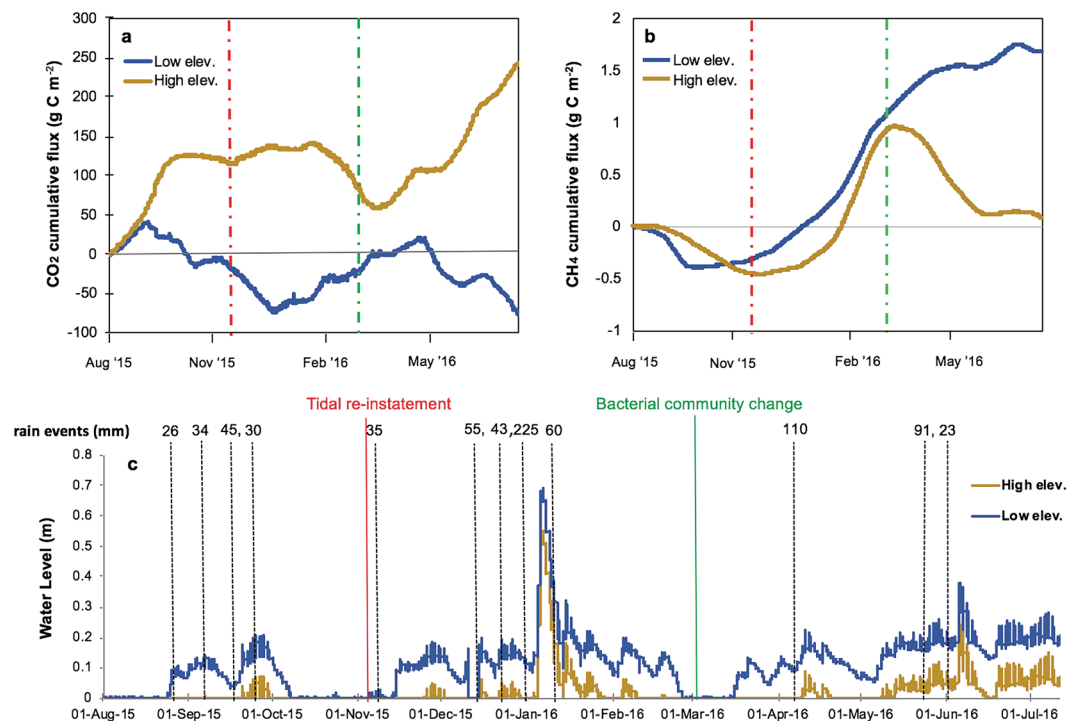 a
Low elev.
High elev.
CO2 cumulative flux (g C m-2)
300
250
200
150
100
50
0
-50
-100
Aug '15 Nov '15 Feb '16 May '16
b
Low elev.
High elev.
CH4 cumulative flux (g C m-2)
2
1.5
1
0.5
0
-0.5
-1
Aug '15 Nov '15 Feb '16 May '16
Tidal re-instatement Bacterial community change
rain events (mm) 26 34 45, 30 35 55, 43,225 60 110 91, 23
c
High elev.
Low elev.
Water Level (m)
0.8
0.7
0.6
0.5
0.4
0.3
0.2
0.1
0
01-Aug-15 01-Sep-15 01-Oct-15 01-Nov-15 01-Dec-15 01-Jan-16 01-Feb-16 01-Mar-16 01-Apr-16 01-May-16 01-Jun-16 01-Jul-16